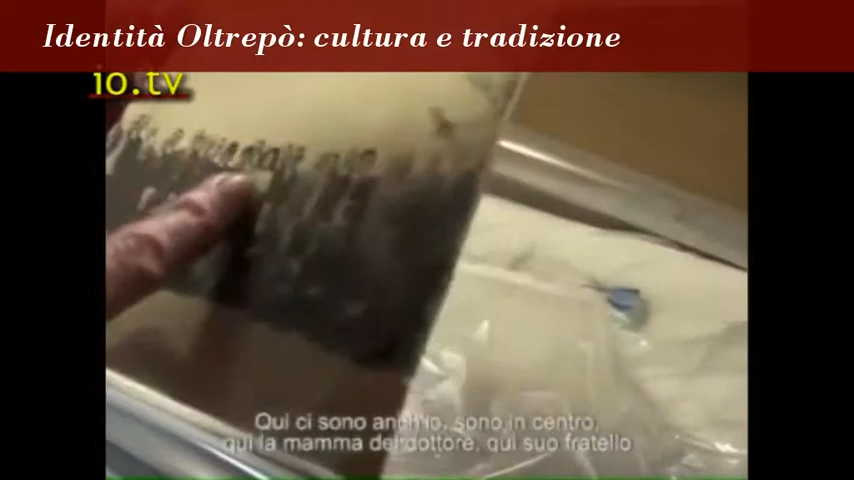 Identità Oltrepò: cultura e tradizione
io.tv
Qui ci sono anch'io, sono in centro,
qui la mamma del dottore, qui suo fratello